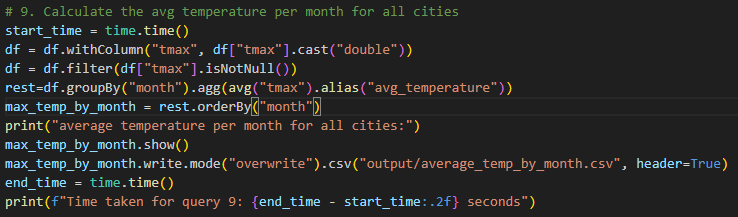 # 9. Calculate the avg temperature per month for all cities
start_time = time.time()
df = df.withColumn("tmax", df["tmax"].cast("double"))
df = df.filter(df["tmax"].isNotNull())
rest=df.groupBy("month").agg(avg("tmax").alias("avg_temperature"))
max_temp_by_month = rest.orderBy("month")
print("average temperature per month for all cities:")
max_temp_by_month.show()
max_temp_by_month.write.mode("overwrite").csv("output/average_temp_by_month.csv", header=True)
end_time = time.time()
print(f"Time taken for query 9: {end_time - start_time:.2f} seconds")